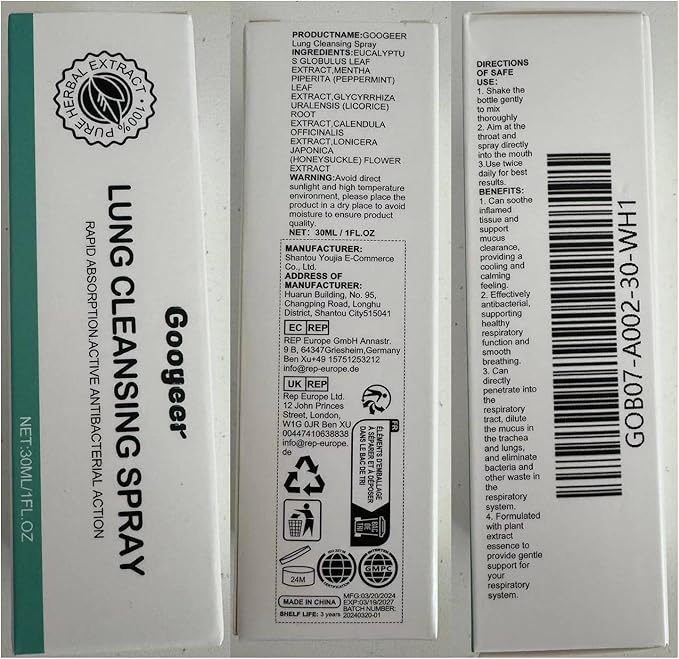 100% PURE HERBAL EXTRACT
Googeer
LUNG CLEANSING SPRAY
RAPID ABSORPTION.ACTIVE ANTIBACTERIAL ACTION
NET:30ML/1FL.OZ
PRODUCTNAME:GOOGEER
Lung Cleansing Spray
INGREDIENTS:EUCALYPTU
S GLOBULUS LEAF
EXTRACT,MENTHA
PIPERITA (PEPPERMINT)
LEAF
EXTRACT,GLYCYRRHIZA
URALENSIS (LICORICE)
ROOT
EXTRACT,CALENDULA
OFFICINALIS
EXTRACT,LONICERA
JAPONICA
(HONEYSUCKLE) FLOWER
EXTRACT
WARNING:Avoid direct
sunlight and high temperature
environment, please place the
product in a dry place to avoid
moisture to ensure product
quality.
NET: 30ML / 1FL.OZ
MANUFACTURER:
Shantou Youjia E-Commerce
Co., Ltd.
ADDRESS OF
MANUFACTURER:
Huarun Building, No. 95,
Changping Road, Longhu
District, Shantou City515041
EC REP
REP Europe GmbH Annastr.
9 B, 64347Griesheim,Germany
Ben Xu+49 15751253212
info@rep-europe.de
UK REP
Rep Europe Ltd.
12 John Princes
Street, London,
W1G 0JR Ben XU
00447410638838
info@rep-europe.
de
FR
ÉLÉMENTS D'EMBALLAGE
À SÉPARER ET À DÉPOSER
DANS LE BAC DE TRI
BAC
DE TRI
24M
CERTIFICATION
GMPC
MADE IN CHINA
SHELF LIFE: 3 years
MFG:03/20/2024
EXP:03/19/2027
BATCH NUMBER:
20240320-01
DIRECTIONS
OF SAFE
USE:
1. Shake the
bottle gently
to mix
thoroughly
2. Aim at the
throat and
spray directly
into the mouth
3.Use twice
daily for best
results.
BENEFITS:
1. Can soothe
inflamed
tissue and
support
mucus
clearance,
providing a
cooling and
calming
feeling.
2. Effectively
antibacterial,
supporting
healthy
respiratory
function and
smooth
breathing.
3. Can
directly
penetrate into
the
respiratory
tract, dilute
the mucus in
the trachea
and lungs,
and eliminate
bacteria and
other waste in
the
respiratory
system.
4. Formulated
with plant
extract
essence to
provide gentle
support for
your
respiratory
system.
GOB07-A002-30-WH1